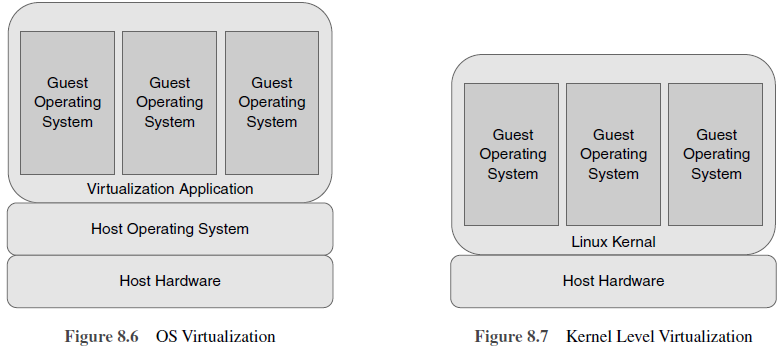 Guest Operating System
Guest Operating System
Guest Operating System
Virtualization Application
Host Operating System
Host Hardware
Figure 8.6 OS Virtualization
Guest Operating System
Guest Operating System
Guest Operating System
Linux Kernal
Host Hardware
Figure 8.7 Kernel Level Virtualization